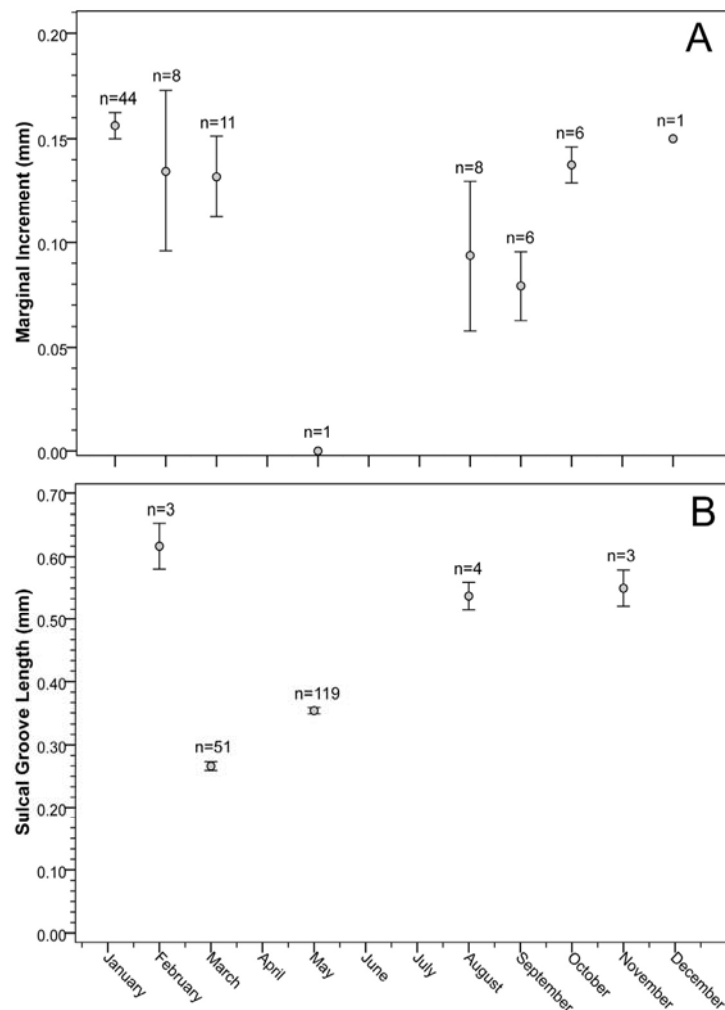 A
0.20
n=8
n=44
n=11
n=1
n=6
0.15
n=8
n=6
0.10
0.05
n=1
0.00
Marginal Increment (mm)
B
0.70
n=3
0.60
n=4
n=3
0.50
0.40
n=119
n=51
0.30
0.20
0.10
0.00
Sulcal Groove Length (mm)
January
February
March
April
May
June
July
August
September
October
November
December